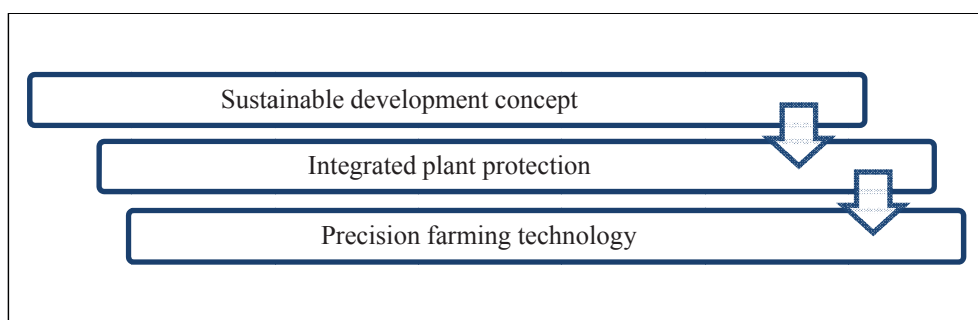 Sustainable development concept
Integrated plant protection
Precision farming technology